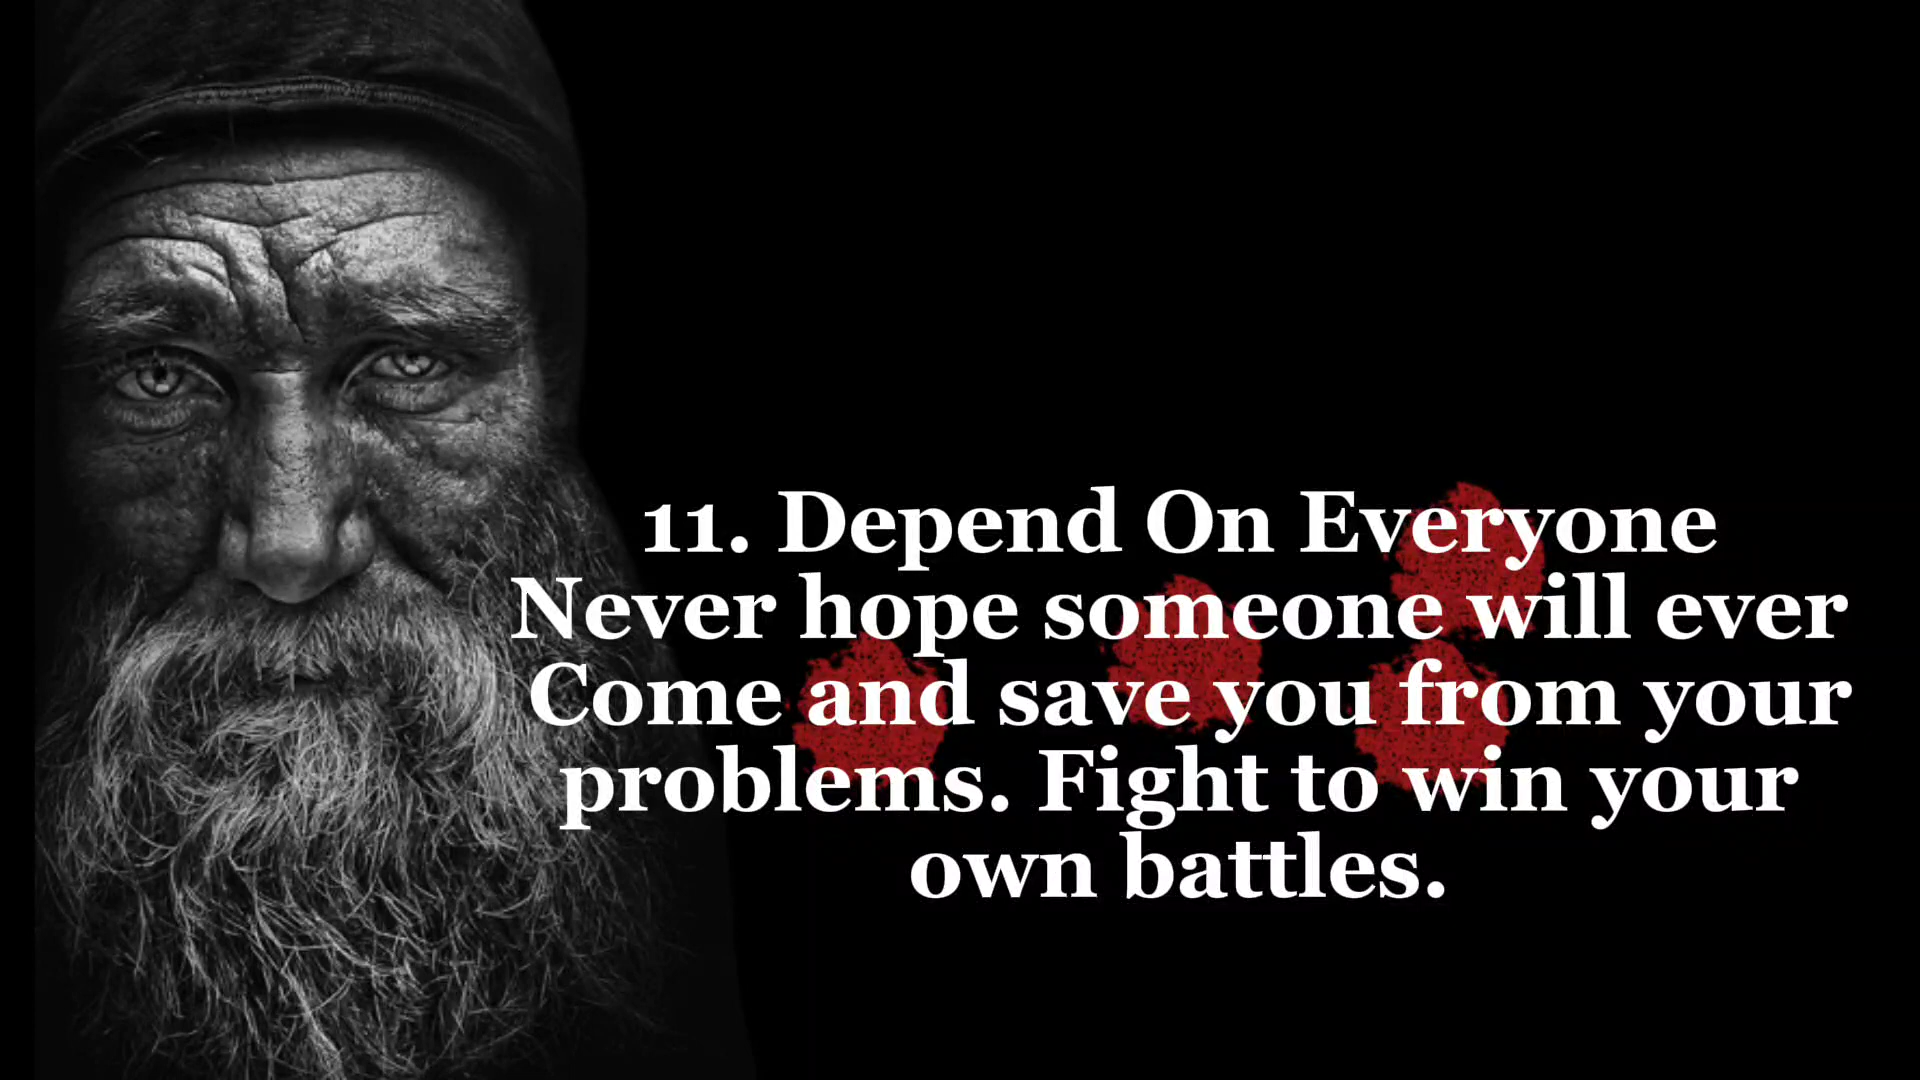 11. Depend On Everyone
Never hope someone will ever
Come and save you from your
problems. Fight to win your
own battles.